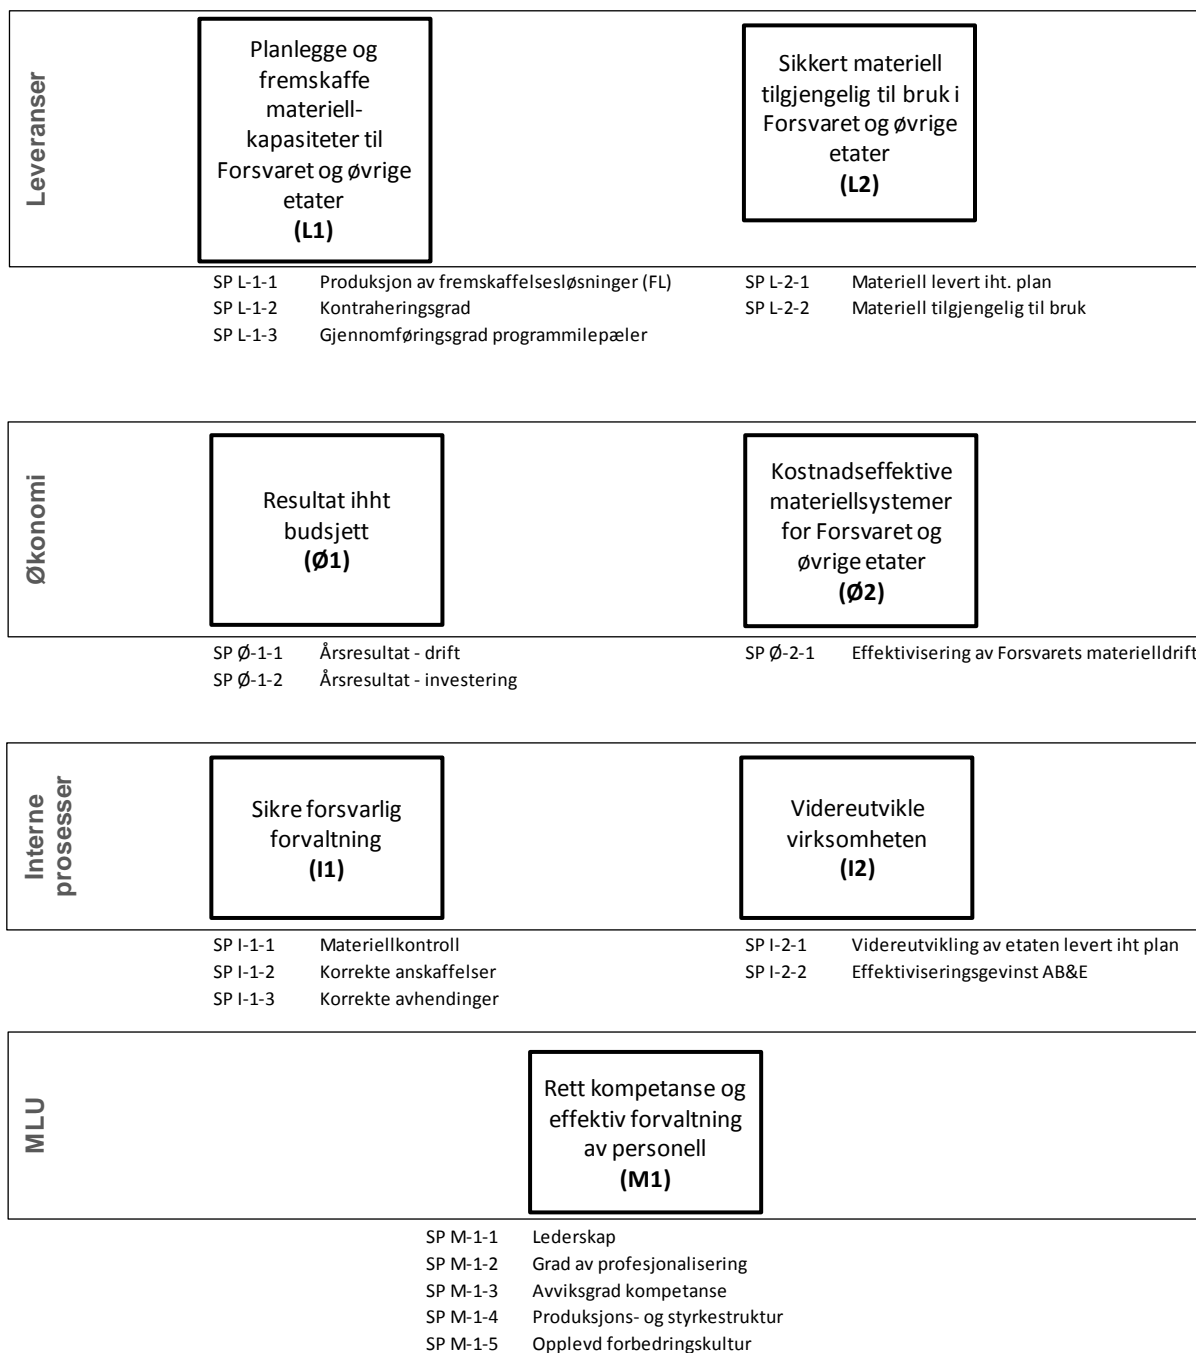 Leveranser
Planlegge og
fremskaffe
materiell-
kapasiteter til
Forsvaret og øvrige
etater
(L1)
Sikkert materiell
tilgjengelig til bruk i
Forsvaret og øvrige
etater
(L2)
SP L-1-1 Produksjon av fremskaffelsesløsninger (FL)
SP L-1-2 Kontraheringsgrad
SP L-1-3 Gjennomføringsgrad programmilepæler
SP L-2-1 Materiell levert iht. plan
SP L-2-2 Materiell tilgjengelig til bruk
Økonomi
Resultat ihht
budsjett
(Ø1)
Kostnadseffektive
materiellsystemer
for Forsvaret og
øvrige etater
(Ø2)
SP Ø-1-1 Årsresultat - drift
SP Ø-1-2 Årsresultat - investering
SP Ø-2-1 Effektivisering av Forsvarets materielldrift
Interne
prosesser
Sikre forsvarlig
forvaltning
(I1)
Videreutvikle
virksomheten
(I2)
SP I-1-1 Materiellkontroll
SP I-1-2 Korrekte anskaffelser
SP I-1-3 Korrekte avhendinger
SP I-2-1 Videreutvikling av etaten levert iht plan
SP I-2-2 Effektiviseringsgevinst AB&E
MLU
Rett kompetanse og
effektiv forvaltning
av personell
(M1)
SP M-1-1 Lederskap
SP M-1-2 Grad av profesjonalisering
SP M-1-3 Avviksgrad kompetanse
SP M-1-4 Produksjons- og styrkestruktur
SP M-1-5 Opplevd forbedringskultur